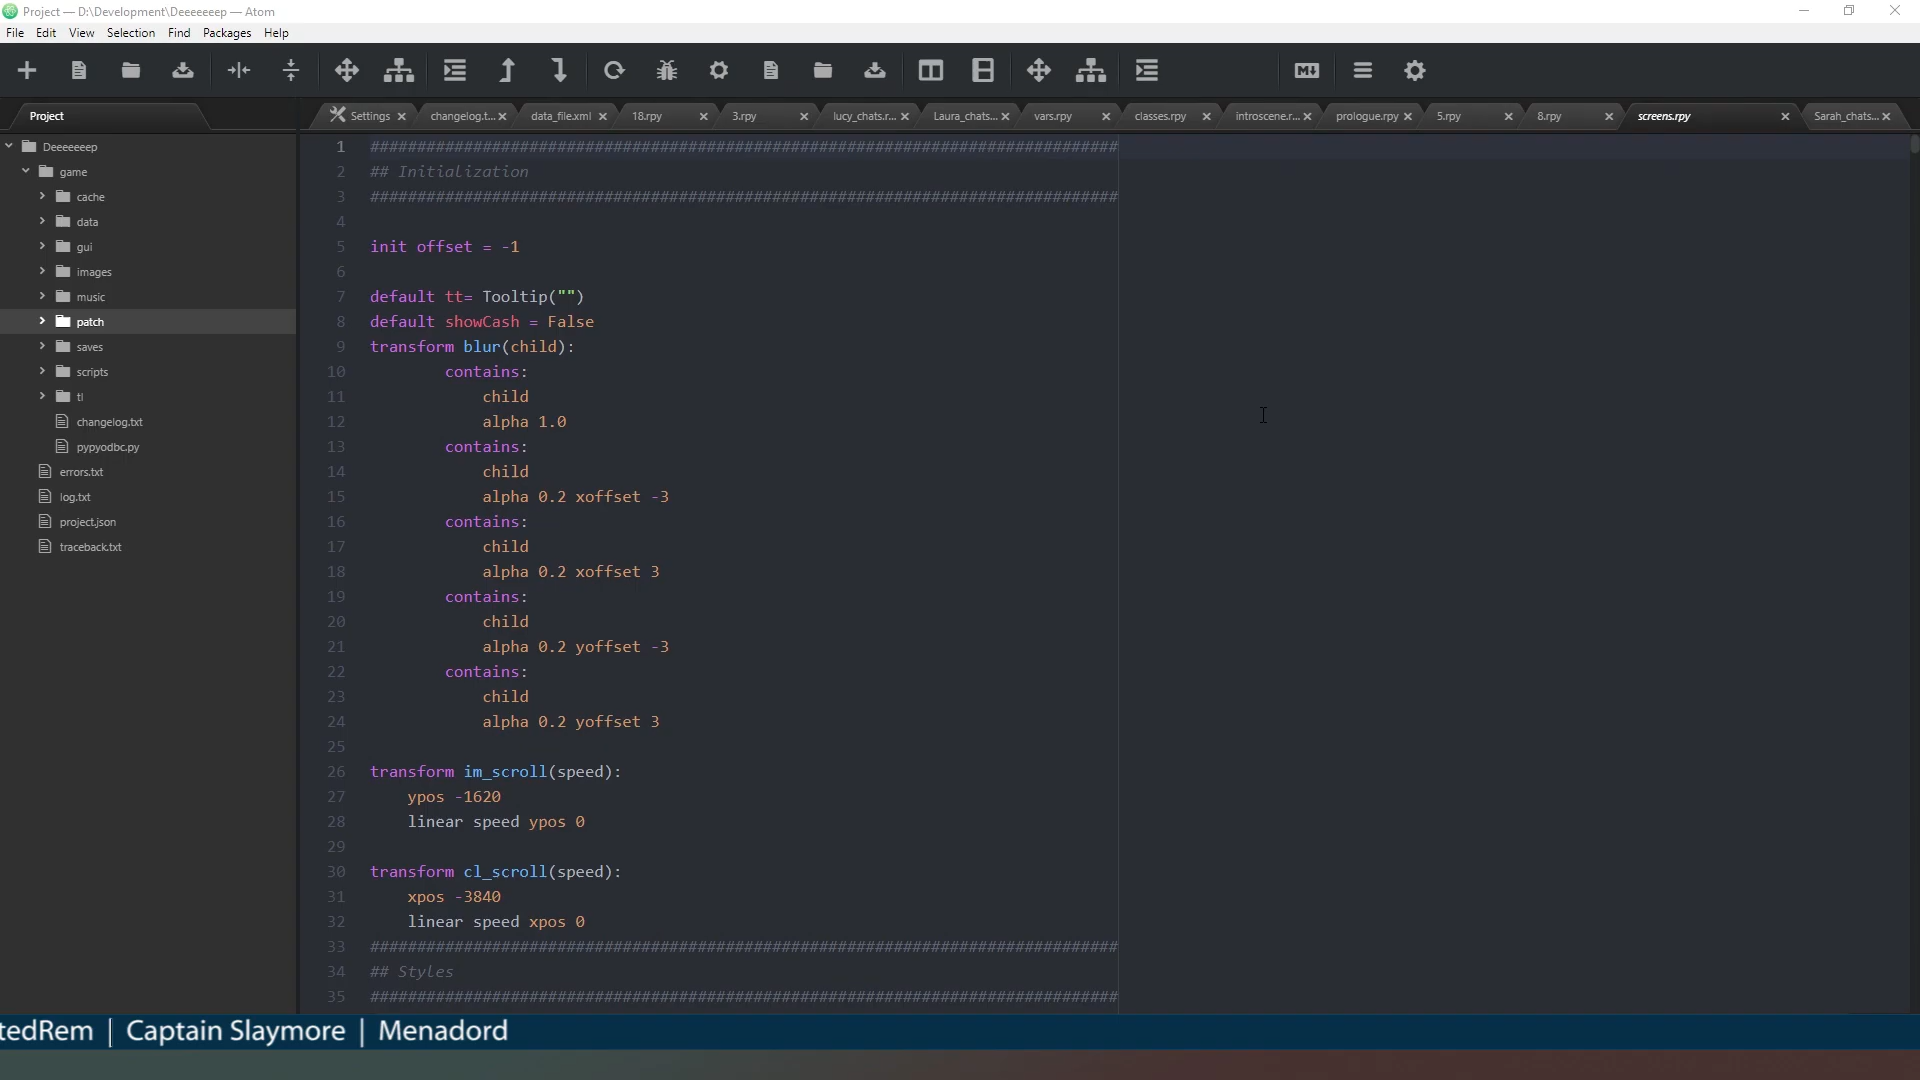 Project — D:\Development\Deeeeeep — Atom
File Edit View Selection Find Packages Help
M↓
Project
Settings changelog.t... data_file.xml 18.rpy 3.rpy lucy_chats.r... Laura_chats... vars.rpy classes.rpy introscene.r... prologue.rpy 5.rpy 8.rpy screens.rpy Sarah_chats...
Deeeeeep
game
cache
data
gui
images
music
patch
saves
scripts
tl
changelog.txt
pypyodbc.py
errors.txt
log.txt
project.json
traceback.txt
1 ################################################################################
2 ## Initialization
3 ################################################################################
4
5 init offset = -1
6
7 default tt= Tooltip("")
8 default showCash = False
9 transform blur(child):
10 contains:
11 child
12 alpha 1.0
13 contains:
14 child
15 alpha 0.2 xoffset -3
16 contains:
17 child
18 alpha 0.2 xoffset 3
19 contains:
20 child
21 alpha 0.2 yoffset -3
22 contains:
23 child
24 alpha 0.2 yoffset 3
25
26 transform im_scroll(speed):
27 ypos -1620
28 linear speed ypos 0
29
30 transform cl_scroll(speed):
31 xpos -3840
32 linear speed xpos 0
33 ################################################################################
34 ## Styles
35 ################################################################################
tedRem | Captain Slaymore | Menadord